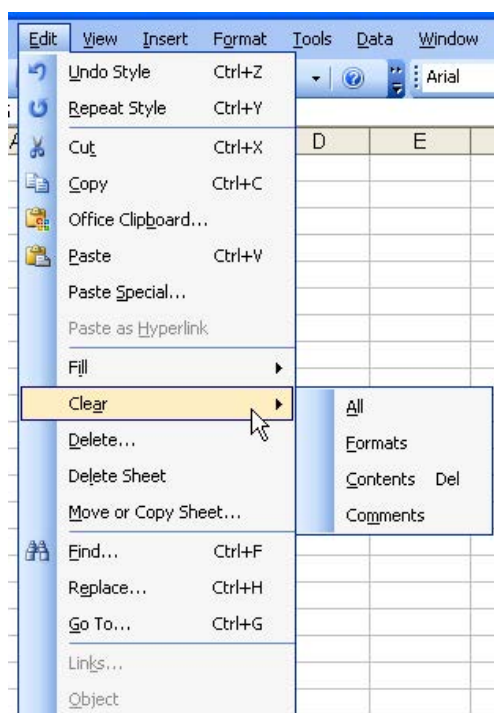 Edit View Insert Format Tools Data Window
Arial
D E
Undo Style Ctrl+Z
Repeat Style Ctrl+Y
Cut Ctrl+X
Copy Ctrl+C
Office Clipboard...
Paste Ctrl+V
Paste Special...
Paste as Hyperlink
Fill
Clear
All
Formats
Contents Del
Comments
Delete...
Delete Sheet
Move or Copy Sheet...
Find... Ctrl+F
Replace... Ctrl+H
Go To... Ctrl+G
Links...
Object